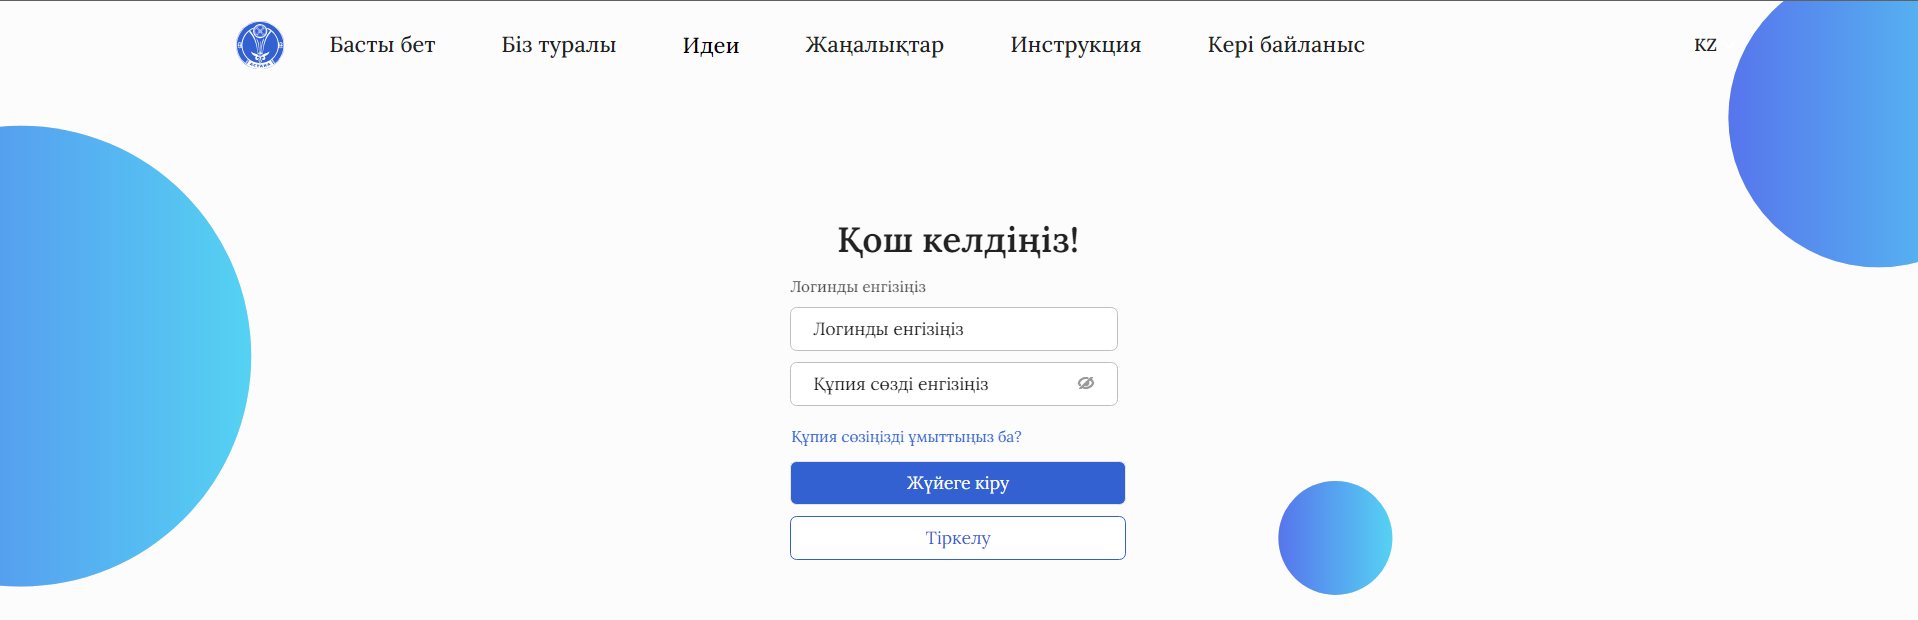 Басты бет Біз туралы Идеи Жаңалықтар Инструкция Кері байланыс KZ
АСТАНА
Қош келдіңіз!
Логинды енгізіңіз
Логинды енгізіңіз
Құпия сөзді енгізіңіз
Құпия сөзіңізді ұмыттыңыз ба?
Жүйеге кіру
Тіркелу